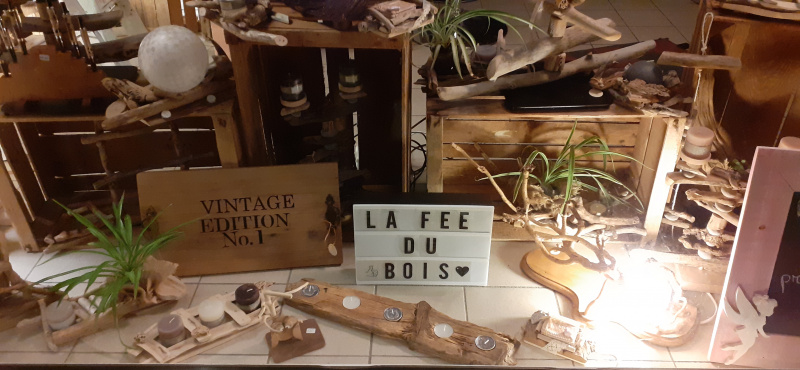 VINTAGE
EDITION
No.1
LA FEE
DU
BOIS♥